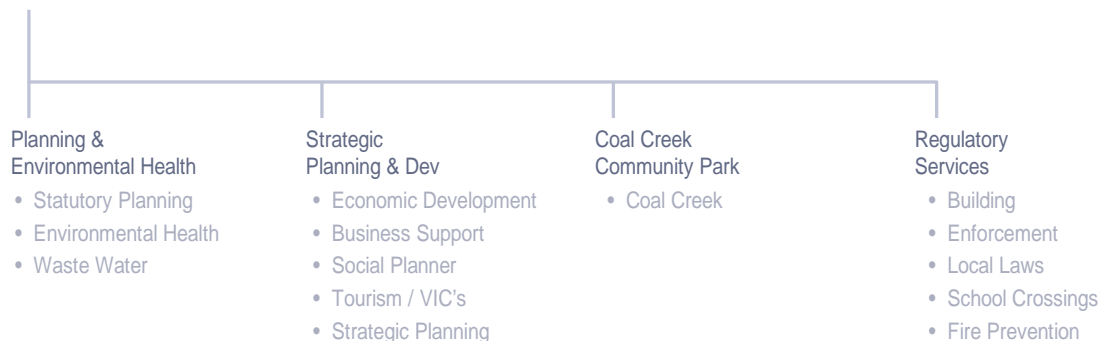 Planning &
Environmental Health
• Statutory Planning
• Environmental Health
• Waste Water
Strategic
Planning & Dev
• Economic Development
• Business Support
• Social Planner
• Tourism / VIC's
• Strategic Planning
Coal Creek
Community Park
• Coal Creek
Regulatory
Services
• Building
• Enforcement
• Local Laws
• School Crossings
• Fire Prevention